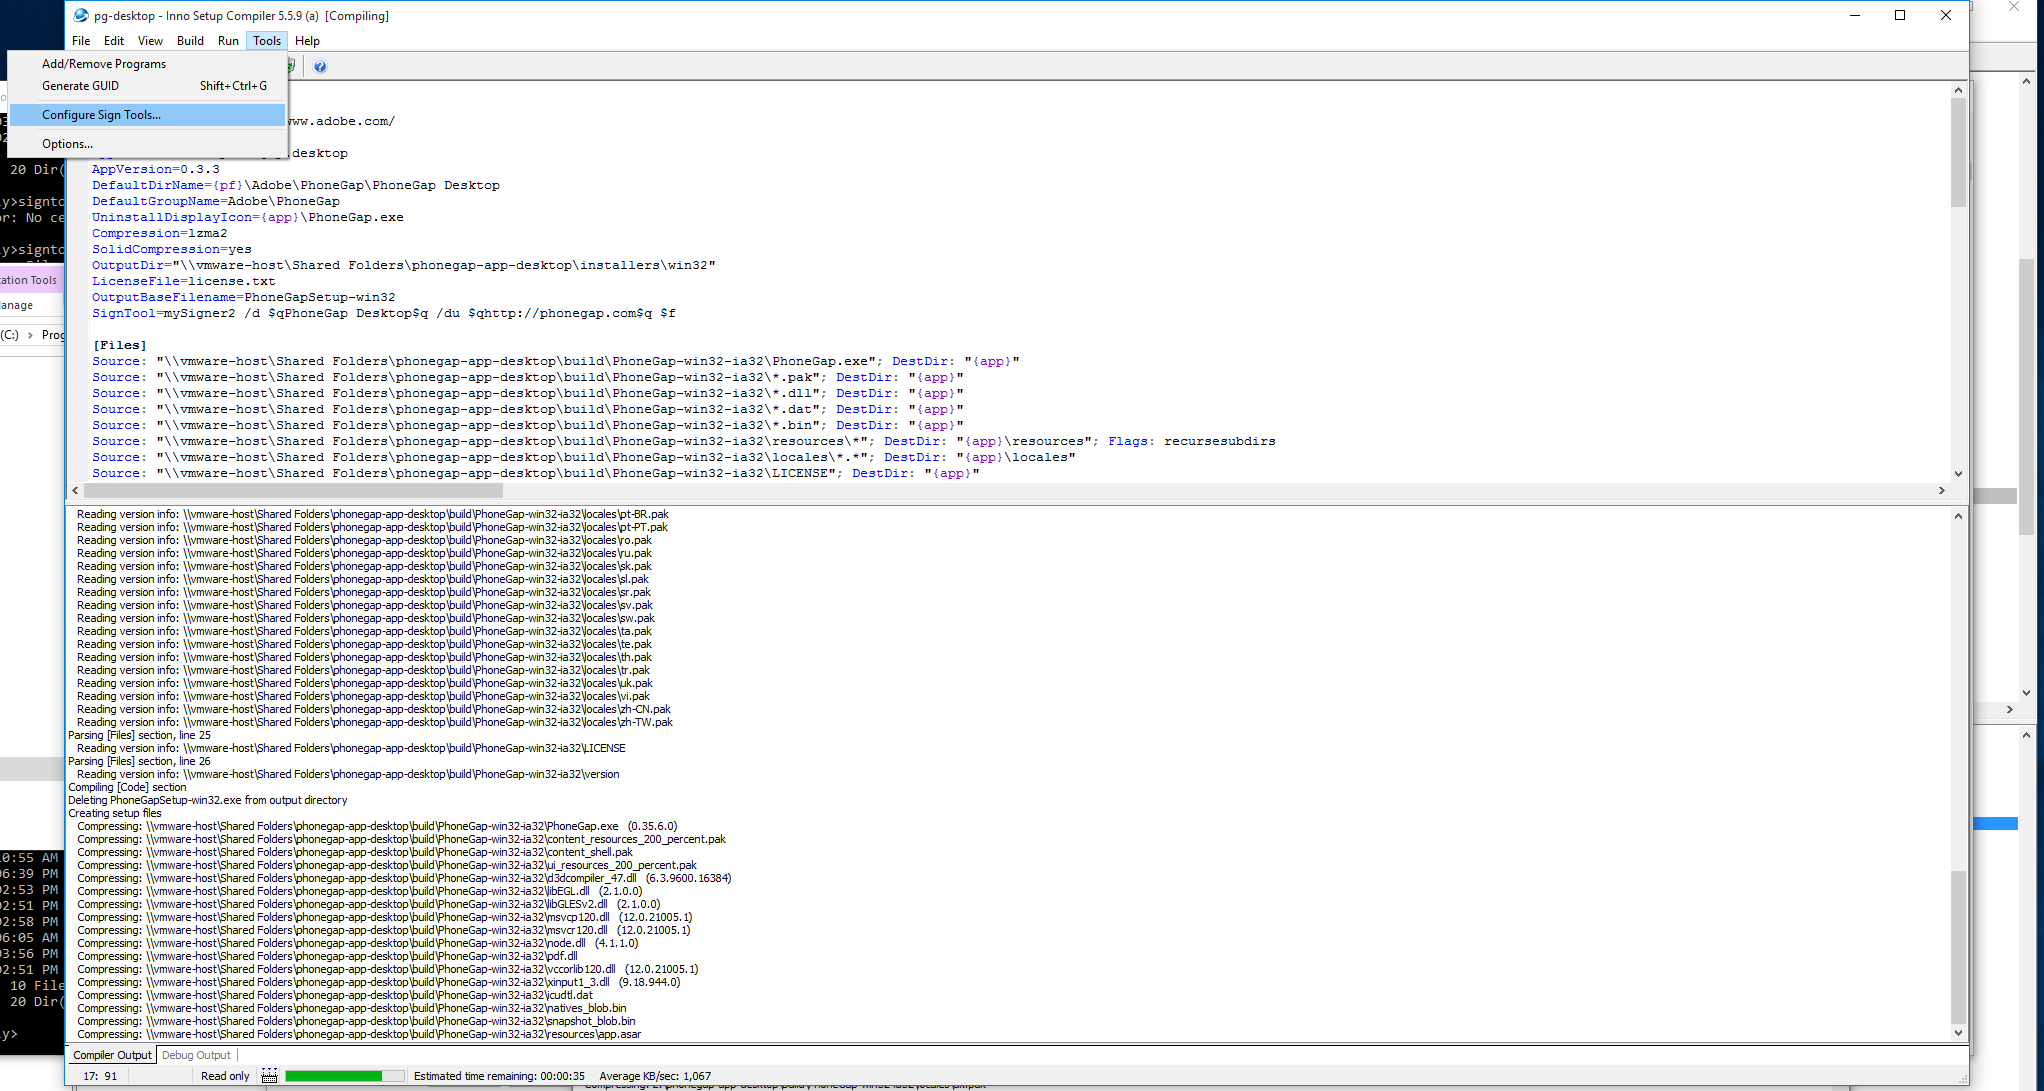 pg-desktop - Inno Setup Compiler 5.5.9 (a)  [Compiling]
File Edit View Build Run Tools Help
Add/Remove Programs
Generate GUID Shift+Ctrl+G
Configure Sign Tools...
Options...
www.adobe.com/
desktop
AppVersion=0.3.3
DefaultDirName={pf}\Adobe\PhoneGap\PhoneGap Desktop
DefaultGroupName=Adobe\PhoneGap
UninstallDisplayIcon={app}\PhoneGap.exe
Compression=lzma2
SolidCompression=yes
OutputDir="\\vmware-host\Shared Folders\phonegap-app-desktop\installers\win32"
LicenseFile=license.txt
OutputBaseFilename=PhoneGapSetup-win32
SignTool=mySigner2 /d $qPhoneGap Desktop$q /du $qhttp://phonegap.com$q $f
[Files]
Source: "\\vmware-host\Shared Folders\phonegap-app-desktop\build\PhoneGap-win32-ia32\PhoneGap.exe"; DestDir: "{app}"
Source: "\\vmware-host\Shared Folders\phonegap-app-desktop\build\PhoneGap-win32-ia32\*.pak"; DestDir: "{app}"
Source: "\\vmware-host\Shared Folders\phonegap-app-desktop\build\PhoneGap-win32-ia32\*.dll"; DestDir: "{app}"
Source: "\\vmware-host\Shared Folders\phonegap-app-desktop\build\PhoneGap-win32-ia32\*.dat"; DestDir: "{app}"
Source: "\\vmware-host\Shared Folders\phonegap-app-desktop\build\PhoneGap-win32-ia32\*.bin"; DestDir: "{app}"
Source: "\\vmware-host\Shared Folders\phonegap-app-desktop\build\PhoneGap-win32-ia32\resources\*"; DestDir: "{app}\resources"; Flags: recursesubdirs
Source: "\\vmware-host\Shared Folders\phonegap-app-desktop\build\PhoneGap-win32-ia32\locales\*.*"; DestDir: "{app}\locales"
Source: "\\vmware-host\Shared Folders\phonegap-app-desktop\build\PhoneGap-win32-ia32\LICENSE"; DestDir: "{app}"
Reading version info: \\vmware-host\Shared Folders\phonegap-app-desktop\build\PhoneGap-win32-ia32\locales\pt-BR.pak
Reading version info: \\vmware-host\Shared Folders\phonegap-app-desktop\build\PhoneGap-win32-ia32\locales\pt-PT.pak
Reading version info: \\vmware-host\Shared Folders\phonegap-app-desktop\build\PhoneGap-win32-ia32\locales\ro.pak
Reading version info: \\vmware-host\Shared Folders\phonegap-app-desktop\build\PhoneGap-win32-ia32\locales\ru.pak
Reading version info: \\vmware-host\Shared Folders\phonegap-app-desktop\build\PhoneGap-win32-ia32\locales\sk.pak
Reading version info: \\vmware-host\Shared Folders\phonegap-app-desktop\build\PhoneGap-win32-ia32\locales\sl.pak
Reading version info: \\vmware-host\Shared Folders\phonegap-app-desktop\build\PhoneGap-win32-ia32\locales\sr.pak
Reading version info: \\vmware-host\Shared Folders\phonegap-app-desktop\build\PhoneGap-win32-ia32\locales\sv.pak
Reading version info: \\vmware-host\Shared Folders\phonegap-app-desktop\build\PhoneGap-win32-ia32\locales\sw.pak
Reading version info: \\vmware-host\Shared Folders\phonegap-app-desktop\build\PhoneGap-win32-ia32\locales\ta.pak
Reading version info: \\vmware-host\Shared Folders\phonegap-app-desktop\build\PhoneGap-win32-ia32\locales\te.pak
Reading version info: \\vmware-host\Shared Folders\phonegap-app-desktop\build\PhoneGap-win32-ia32\locales\th.pak
Reading version info: \\vmware-host\Shared Folders\phonegap-app-desktop\build\PhoneGap-win32-ia32\locales\tr.pak
Reading version info: \\vmware-host\Shared Folders\phonegap-app-desktop\build\PhoneGap-win32-ia32\locales\uk.pak
Reading version info: \\vmware-host\Shared Folders\phonegap-app-desktop\build\PhoneGap-win32-ia32\locales\vi.pak
Reading version info: \\vmware-host\Shared Folders\phonegap-app-desktop\build\PhoneGap-win32-ia32\locales\zh-CN.pak
Reading version info: \\vmware-host\Shared Folders\phonegap-app-desktop\build\PhoneGap-win32-ia32\locales\zh-TW.pak
Parsing [Files] section, line 25
Reading version info: \\vmware-host\Shared Folders\phonegap-app-desktop\build\PhoneGap-win32-ia32\LICENSE
Parsing [Files] section, line 26
Reading version info: \\vmware-host\Shared Folders\phonegap-app-desktop\build\PhoneGap-win32-ia32\version
Compiling [Code] section
Deleting PhoneGapSetup-win32.exe from output directory
Creating setup files
Compressing: \\vmware-host\Shared Folders\phonegap-app-desktop\build\PhoneGap-win32-ia32\PhoneGap.exe (0.35.6.0)
Compressing: \\vmware-host\Shared Folders\phonegap-app-desktop\build\PhoneGap-win32-ia32\content_resources_200_percent.pak
Compressing: \\vmware-host\Shared Folders\phonegap-app-desktop\build\PhoneGap-win32-ia32\content_shell.pak
Compressing: \\vmware-host\Shared Folders\phonegap-app-desktop\build\PhoneGap-win32-ia32\ui_resources_200_percent.pak
Compressing: \\vmware-host\Shared Folders\phonegap-app-desktop\build\PhoneGap-win32-ia32\d3dcompiler_47.dll (6.3.9600.16384)
Compressing: \\vmware-host\Shared Folders\phonegap-app-desktop\build\PhoneGap-win32-ia32\libEGL.dll (2.1.0.0)
Compressing: \\vmware-host\Shared Folders\phonegap-app-desktop\build\PhoneGap-win32-ia32\libGLESv2.dll (2.1.0.0)
Compressing: \\vmware-host\Shared Folders\phonegap-app-desktop\build\PhoneGap-win32-ia32\msvcp120.dll (12.0.21005.1)
Compressing: \\vmware-host\Shared Folders\phonegap-app-desktop\build\PhoneGap-win32-ia32\msvcr120.dll (12.0.21005.1)
Compressing: \\vmware-host\Shared Folders\phonegap-app-desktop\build\PhoneGap-win32-ia32\node.dll (4.1.1.0)
Compressing: \\vmware-host\Shared Folders\phonegap-app-desktop\build\PhoneGap-win32-ia32\pdf.dll
Compressing: \\vmware-host\Shared Folders\phonegap-app-desktop\build\PhoneGap-win32-ia32\vccorlib120.dll (12.0.21005.1)
Compressing: \\vmware-host\Shared Folders\phonegap-app-desktop\build\PhoneGap-win32-ia32\xinput1_3.dll (9.18.944.0)
Compressing: \\vmware-host\Shared Folders\phonegap-app-desktop\build\PhoneGap-win32-ia32\icudtl.dat
Compressing: \\vmware-host\Shared Folders\phonegap-app-desktop\build\PhoneGap-win32-ia32\natives_blob.bin
Compressing: \\vmware-host\Shared Folders\phonegap-app-desktop\build\PhoneGap-win32-ia32\snapshot_blob.bin
Compressing: \\vmware-host\Shared Folders\phonegap-app-desktop\build\PhoneGap-win32-ia32\resources\app.asar
Compiler Output Debug Output
17: 91 Read only Estimated time remaining: 00:00:35 Average KB/sec: 1,067
20 Dir(
y>signto
or: No ce
y>signto
ation Tools
anage
(C:) > Prog
0:55 AM
06:39 PM
02:53 PM
02:51 PM
02:58 PM
06:05 AM
03:56 PM
02:51 PM
10 File
20 Dir(
y>